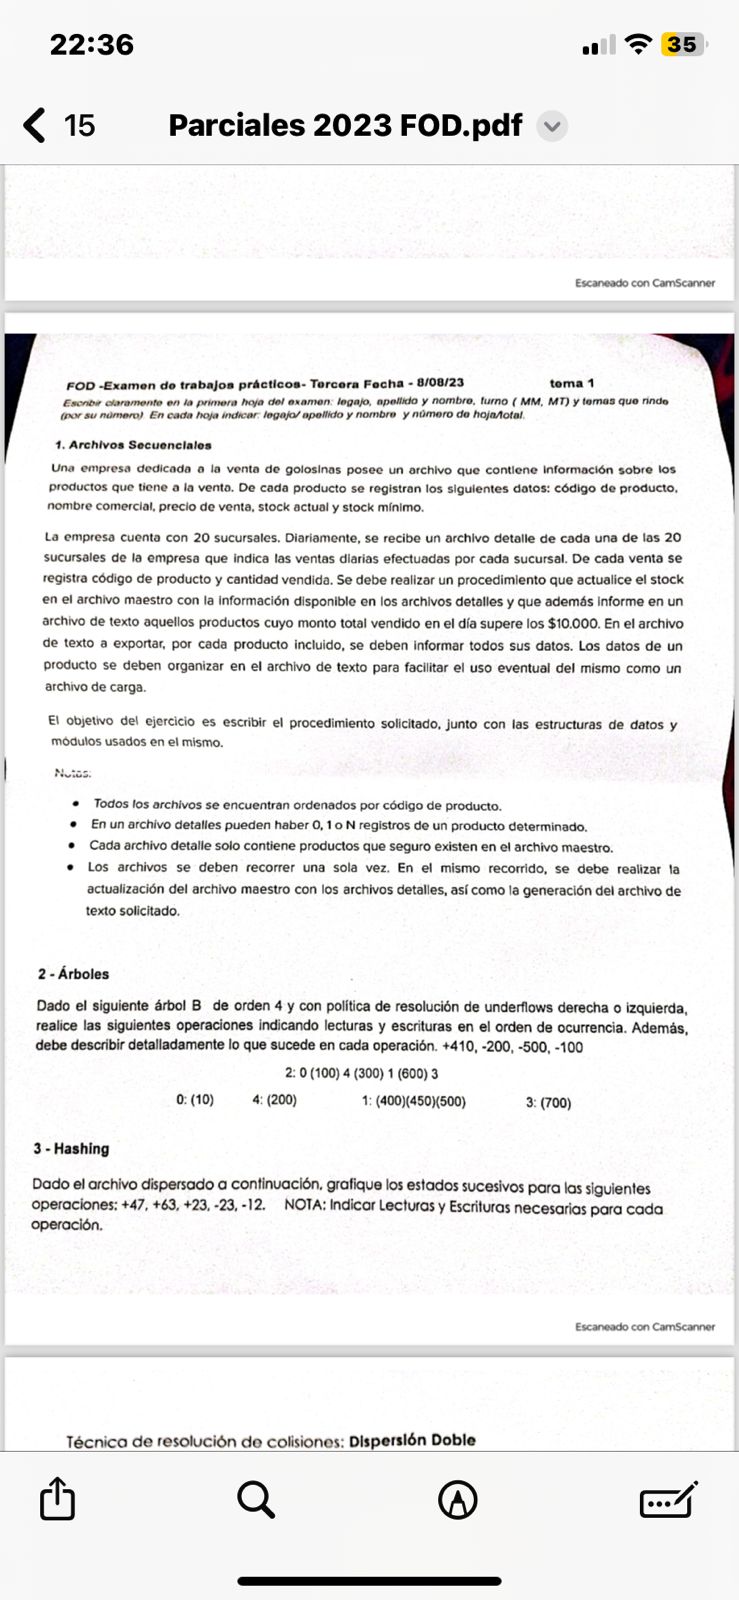 22:36
35
15
Parciales 2023 FOD.pdf
Escaneado con CamScanner
FOD -Examen de trabajos prácticos- Tercera Fecha - 8/08/23 tema 1
Escribir claramente en la primera hoja del examen: legajo, apellido y nombre, turno ( MM, MT) y temas que rinde
(por su número) En cada hoja indicar: legajo/ apellido y nombre y número de hoja/total.
1. Archivos Secuenciales
Una empresa dedicada a la venta de golosinas posee un archivo que contiene información sobre los
productos que tiene a la venta. De cada producto se registran los siguientes datos: código de producto,
nombre comercial, precio de venta, stock actual y stock mínimo.
La empresa cuenta con 20 sucursales. Diariamente, se recibe un archivo detalle de cada una de las 20
sucursales de la empresa que indica las ventas diarias efectuadas por cada sucursal. De cada venta se
registra código de producto y cantidad vendida. Se debe realizar un procedimiento que actualice el stock
en el archivo maestro con la información disponible en los archivos detalles y que además informe en un
archivo de texto aquellos productos cuyo monto total vendido en el día supere los $10.000. En el archivo
de texto a exportar, por cada producto incluido, se deben informar todos sus datos. Los datos de un
producto se deben organizar en el archivo de texto para facilitar el uso eventual del mismo como un
archivo de carga.
El objetivo del ejercicio es escribir el procedimiento solicitado, junto con las estructuras de datos y
módulos usados en el mismo.
Notas:
• Todos los archivos se encuentran ordenados por código de producto.
• En un archivo detalles pueden haber 0, 1 o N registros de un producto determinado.
• Cada archivo detalle solo contiene productos que seguro existen en el archivo maestro.
• Los archivos se deben recorrer una sola vez. En el mismo recorrido, se debe realizar la
actualización del archivo maestro con los archivos detalles, así como la generación del archivo de
texto solicitado.
2 - Árboles
Dado el siguiente árbol B de orden 4 y con política de resolución de underflows derecha o izquierda,
realice las siguientes operaciones indicando lecturas y escrituras en el orden de ocurrencia. Además,
debe describir detalladamente lo que sucede en cada operación. +410, -200, -500, -100
2: 0 (100) 4 (300) 1 (600) 3
0: (10) 4: (200) 1: (400)(450)(500) 3: (700)
3 - Hashing
Dado el archivo dispersado a continuación, grafique los estados sucesivos para las siguientes
operaciones: +47, +63, +23, -23, -12. NOTA: Indicar Lecturas y Escrituras necesarias para cada
operación.
Escaneado con CamScanner
Técnica de resolución de colisiones: Dispersión Doble